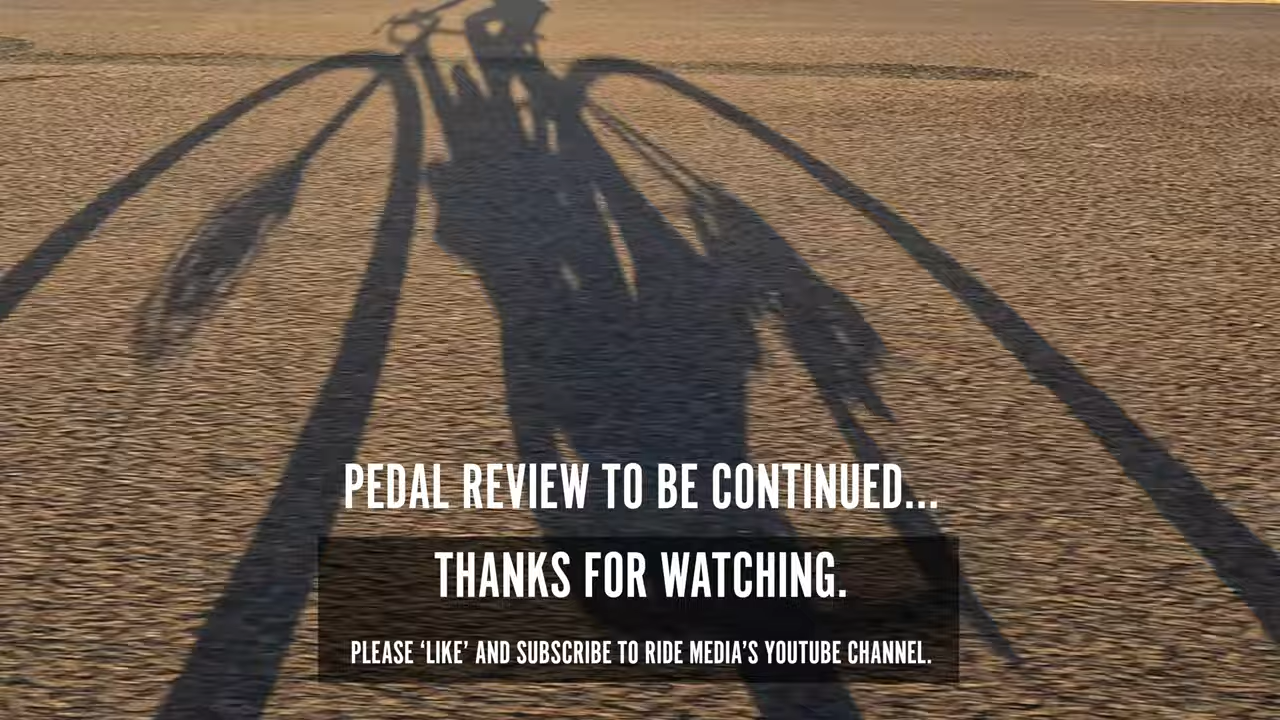 PEDAL REVIEW TO BE CONTINUED...
THANKS FOR WATCHING.
PLEASE ‘LIKE’ AND SUBSCRIBE TO RIDE MEDIA’S YOUTUBE CHANNEL.